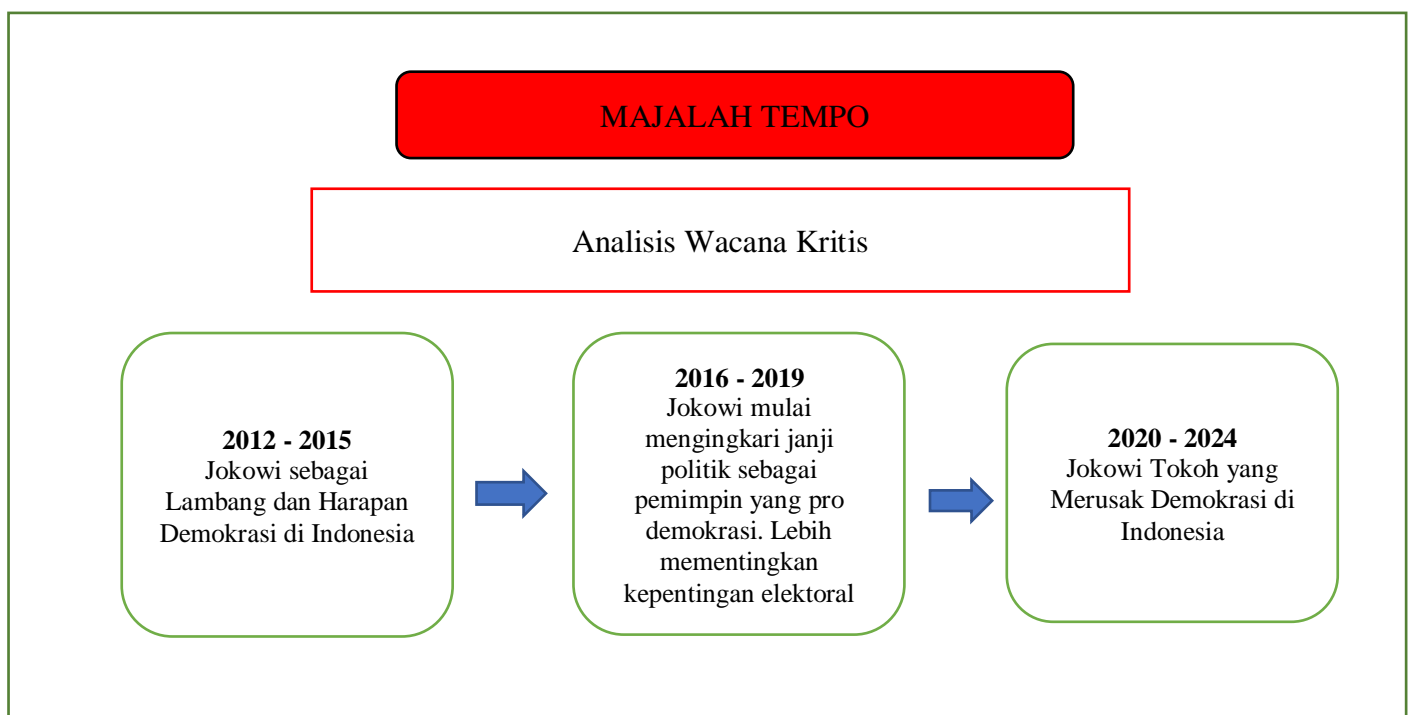 MAJALAH TEMPO
Analisis Wacana Kritis
2012 - 2015
Jokowi sebagai
Lambang dan Harapan
Demokrasi di Indonesia
2016 - 2019
Jokowi mulai
mengingkari janji
politik sebagai
pemimpin yang pro
demokrasi. Lebih
mementingkan
kepentingan elektoral
2020 - 2024
Jokowi Tokoh yang
Merusak Demokrasi di
Indonesia